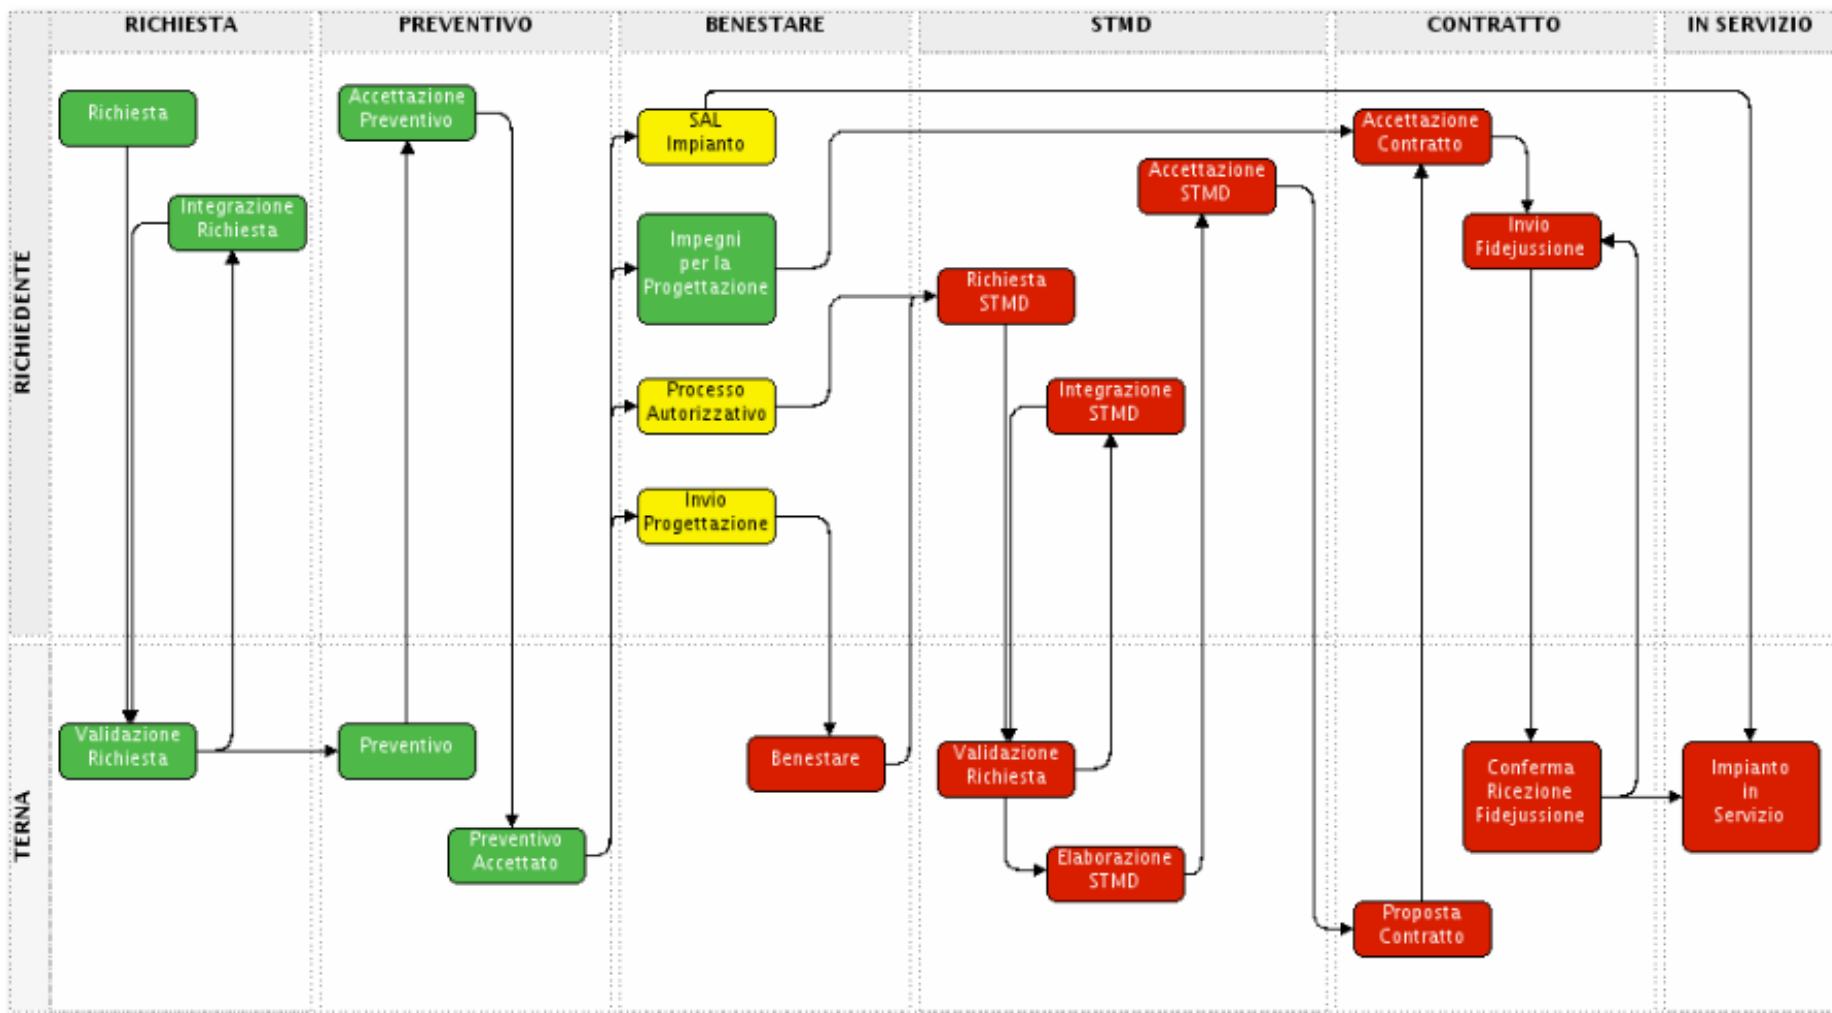 RICHIESTA
PREVENTIVO
BENESTARE
STMD
CONTRATTO
IN SERVIZIO
RICHIEDENTE
Richiesta
Integrazione
Richiesta
Accettazione
Preventivo
SAL
Impianto
Impegni
per la
Progettazione
Processo
Autorizzativo
Invio
Progettazione
Richiesta
STMD
Integrazione
STMD
Accettazione
STMD
Accettazione
Contratto
Invio
Fidejussione
TERNA
Validazione
Richiesta
Preventivo
Preventivo
Accettato
Benestare
Validazione
Richiesta
Elaborazione
STMD
Proposta
Contratto
Conferma
Ricezione
Fidejussione
Impianto
in
Servizio